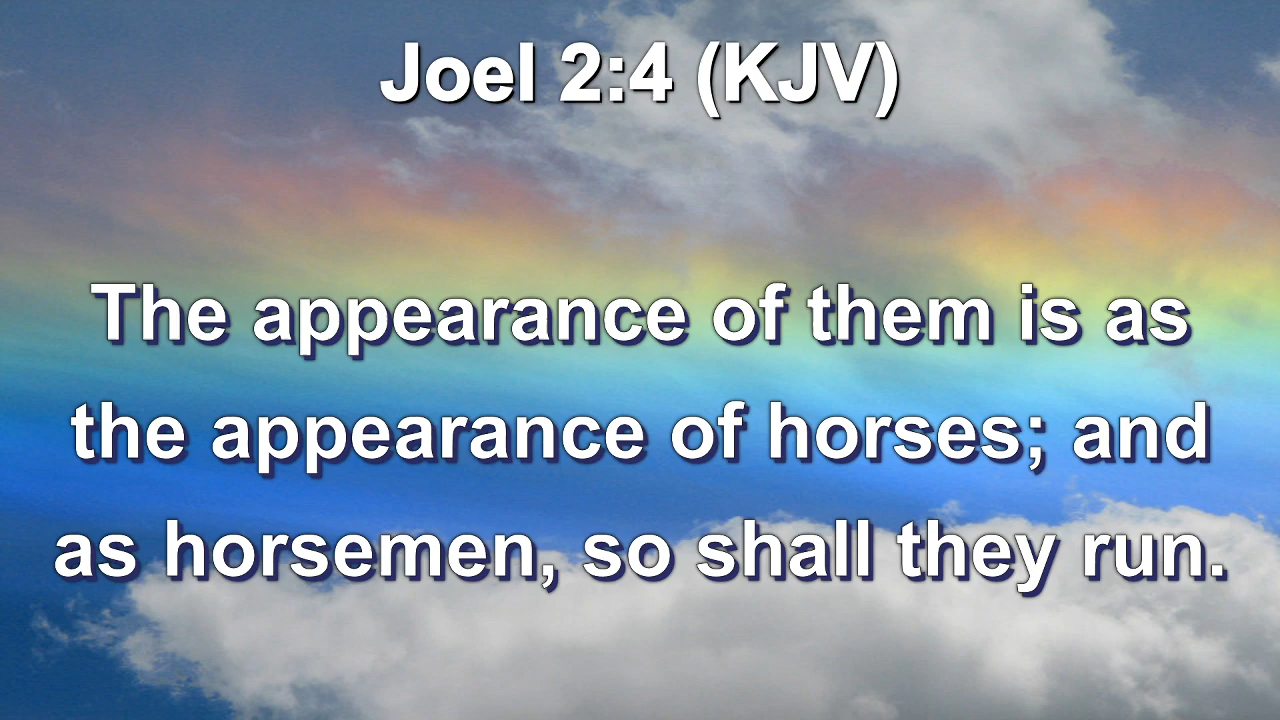 Joel 2:4 (KJV)
The appearance of them is as
the appearance of horses; and
as horsemen, so shall they run.